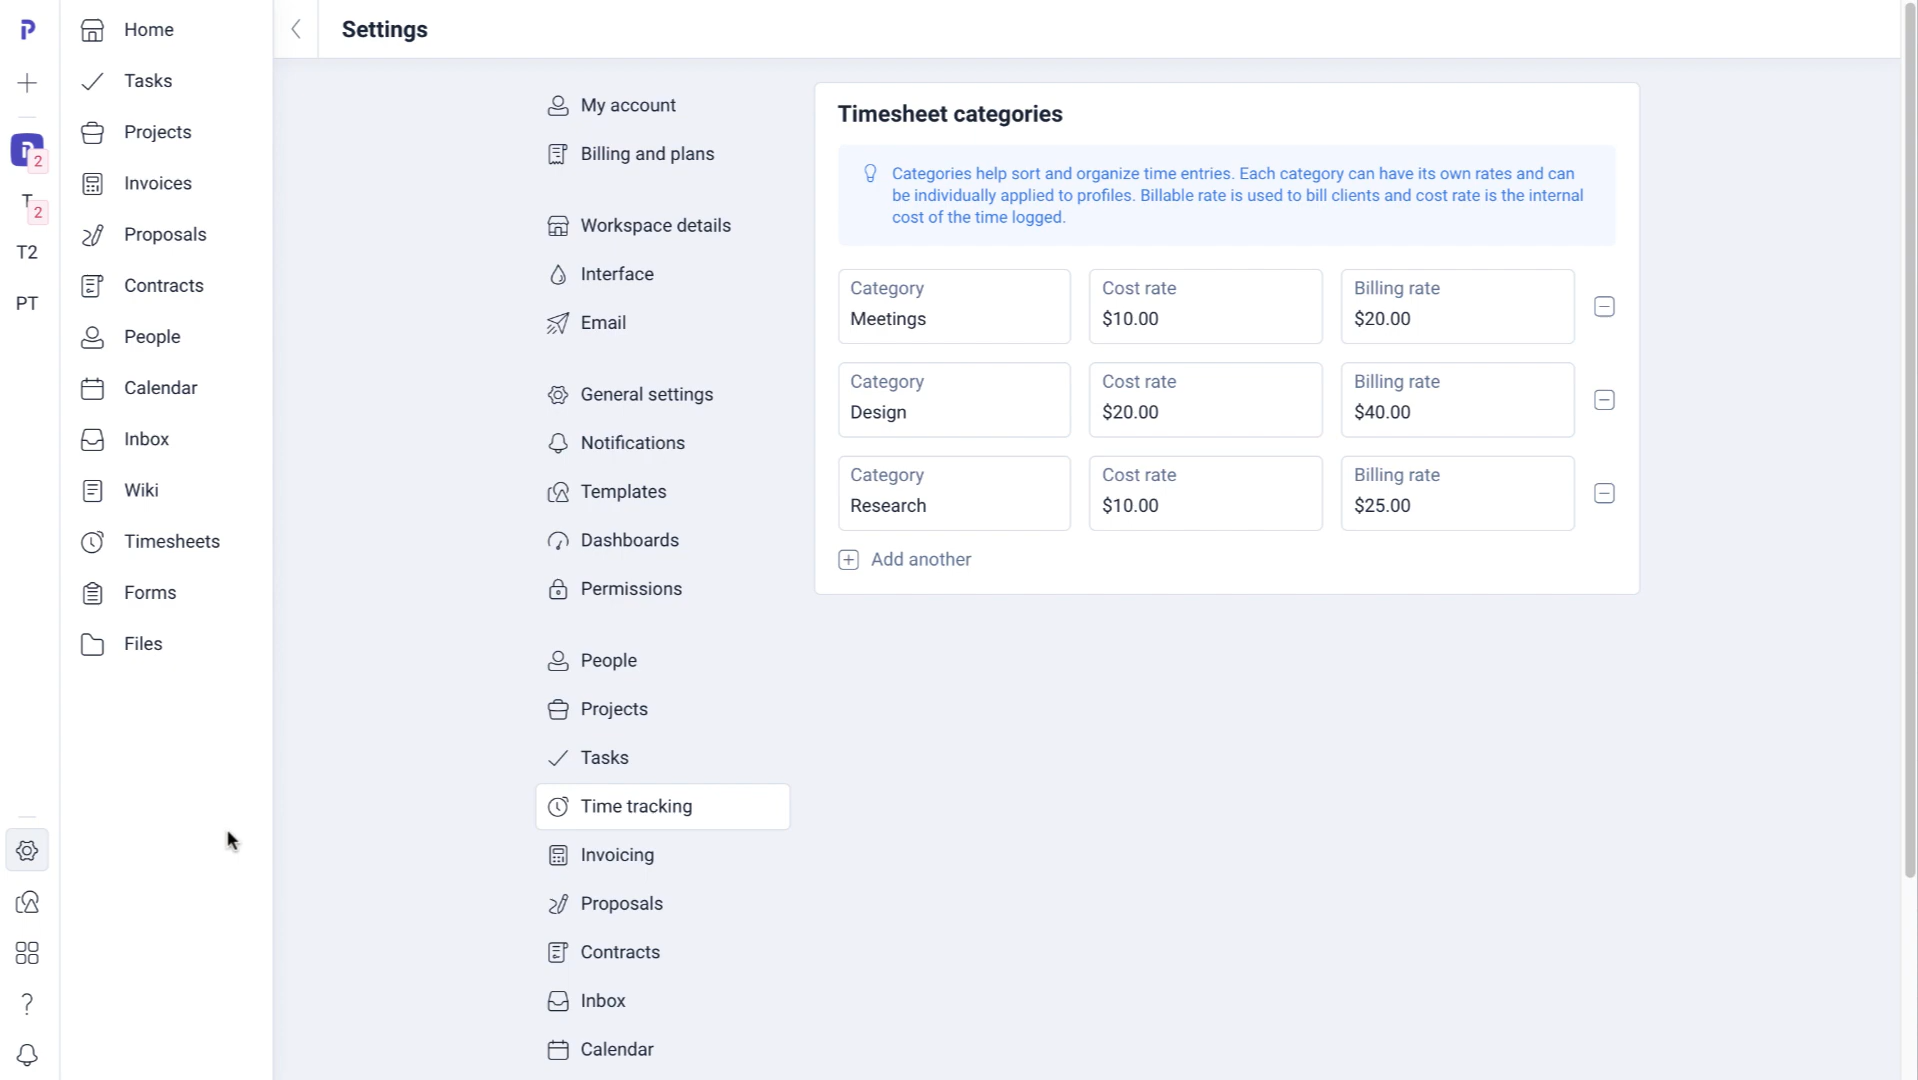 Settings
2
T
2
T2
PT
Home
Tasks
Projects
Invoices
Proposals
Contracts
People
Calendar
Inbox
Wiki
Timesheets
Forms
Files
My account
Billing and plans
Workspace details
Interface
Email
General settings
Notifications
Templates
Dashboards
Permissions
People
Projects
Tasks
Time tracking
Invoicing
Proposals
Contracts
Inbox
Calendar
Timesheet categories
Categories help sort and organize time entries. Each category can have its own rates and can
be individually applied to profiles. Billable rate is used to bill clients and cost rate is the internal
cost of the time logged.
Category Cost rate Billing rate
Meetings $10.00 $20.00
Category Cost rate Billing rate
Design $20.00 $40.00
Category Cost rate Billing rate
Research $10.00 $25.00
Add another